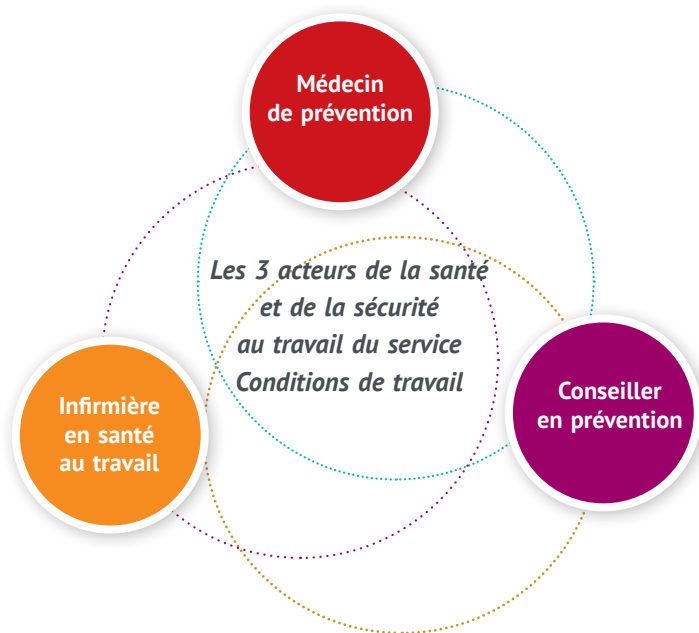 Médecin
de prévention
Les 3 acteurs de la santé
et de la sécurité
au travail du service
Conditions de travail
Infirmière
en santé
au travail
Conseiller
en prévention